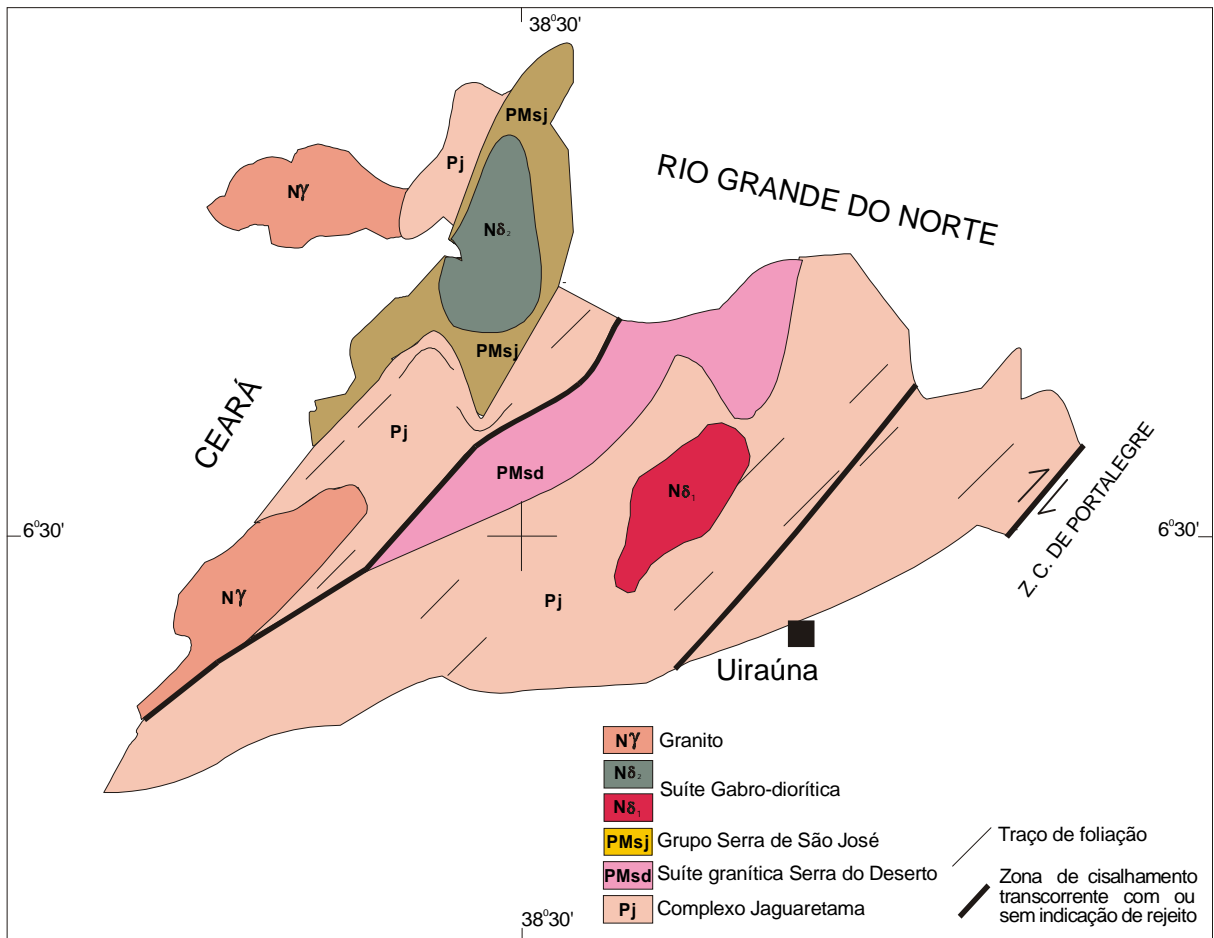 38°30'
PMsj
Pj
Nγ
RIO GRANDE DO NORTE
Nδ₂
PMsj
CEARÁ
Pj
PMsd
Nδ₁
6°30'
6°30'
Z. C. DE PORTALEGRE
Nγ
Pj
Uiraúna
Nγ Granito
Nδ₂
Suíte Gabro-diorítica
Nδ₁
PMsj Grupo Serra de São José
PMsd Suíte granítica Serra do Deserto
Pj Complexo Jaguaretama
Traço de foliação
Zona de cisalhamento
transcorrente com ou
sem indicação de rejeito
38°30'